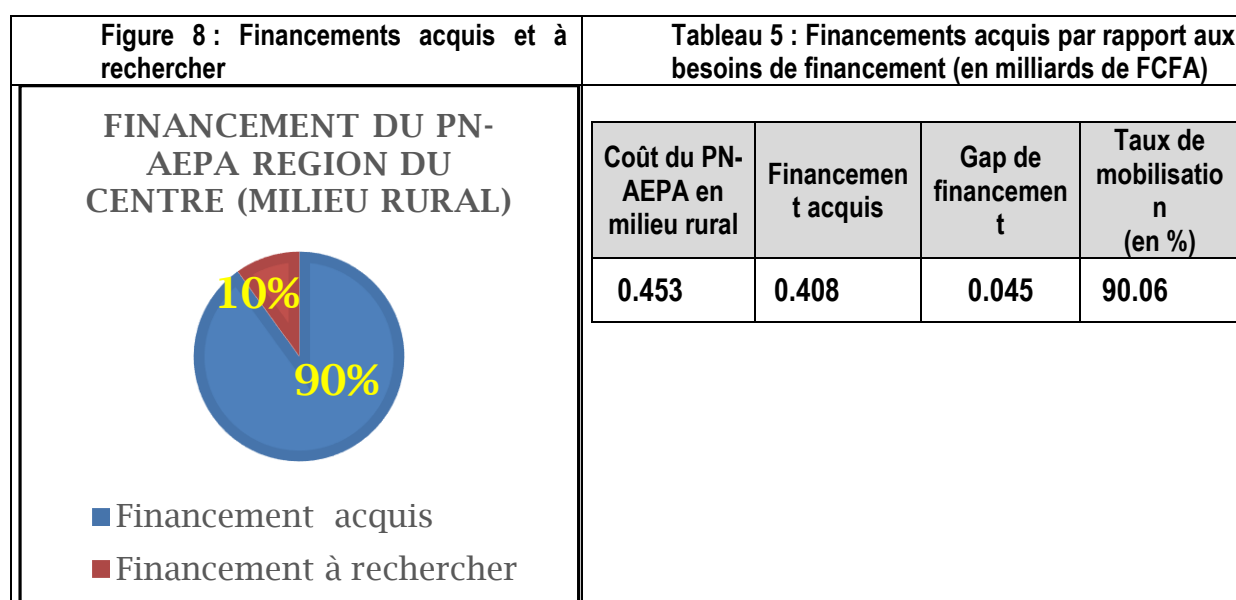 Figure 8 : Financements acquis et à
rechercher
FINANCEMENT DU PN-
AEPA REGION DU
CENTRE (MILIEU RURAL)
10%
90%
Financement acquis
Financement à rechercher
Tableau 5 : Financements acquis par rapport aux
besoins de financement (en milliards de FCFA)
Coût du PN-
AEPA en
milieu rural
Financemen
t acquis
Gap de
financemen
t
Taux de
mobilisatio
n
(en %)
0.453 0.408 0.045 90.06